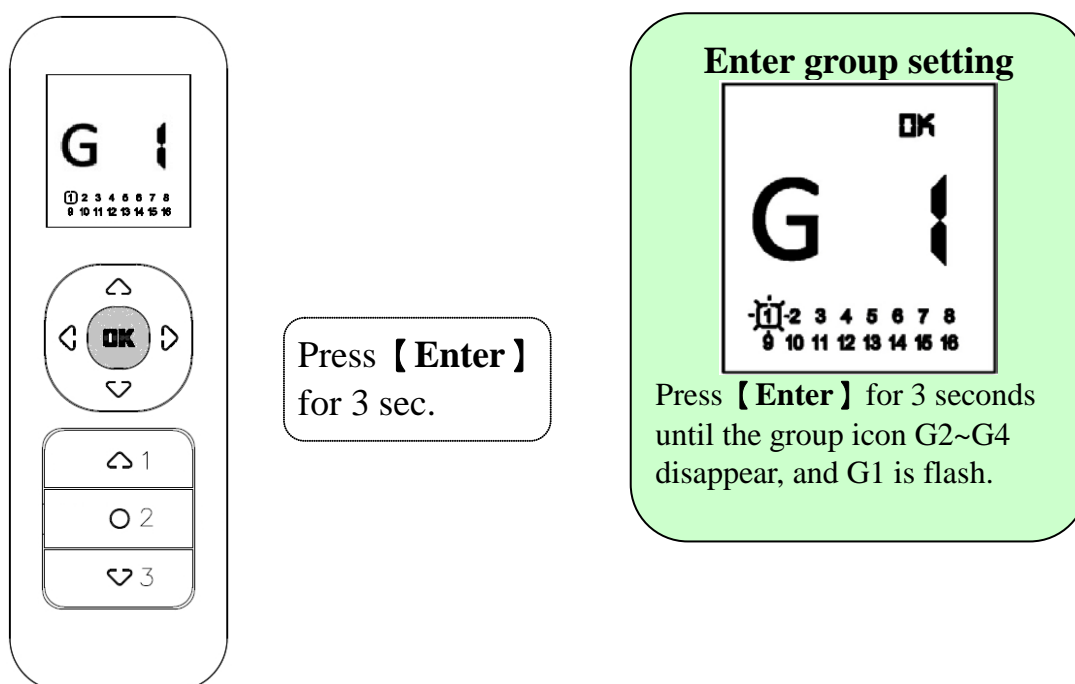 G 1
1 2 3 4 5 6 7 8
9 10 11 12 13 14 15 16
OK
1
2
3
Press【Enter】
for 3 sec.
Enter group setting
OK
G 1
1 2 3 4 5 6 7 8
9 10 11 12 13 14 15 16
Press【Enter】for 3 seconds
until the group icon G2~G4
disappear, and G1 is flash.